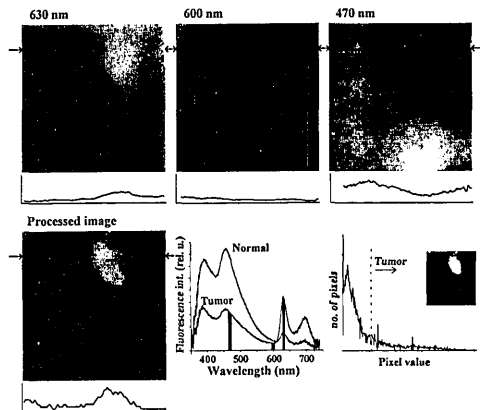 630 nm
600 nm
470 nm
Processed image
Fluorescence int. (rel. u.)
Normal
Tumor
400 500 600 700
Wavelength (nm)
no. of pixels
Tumor
Pixel value